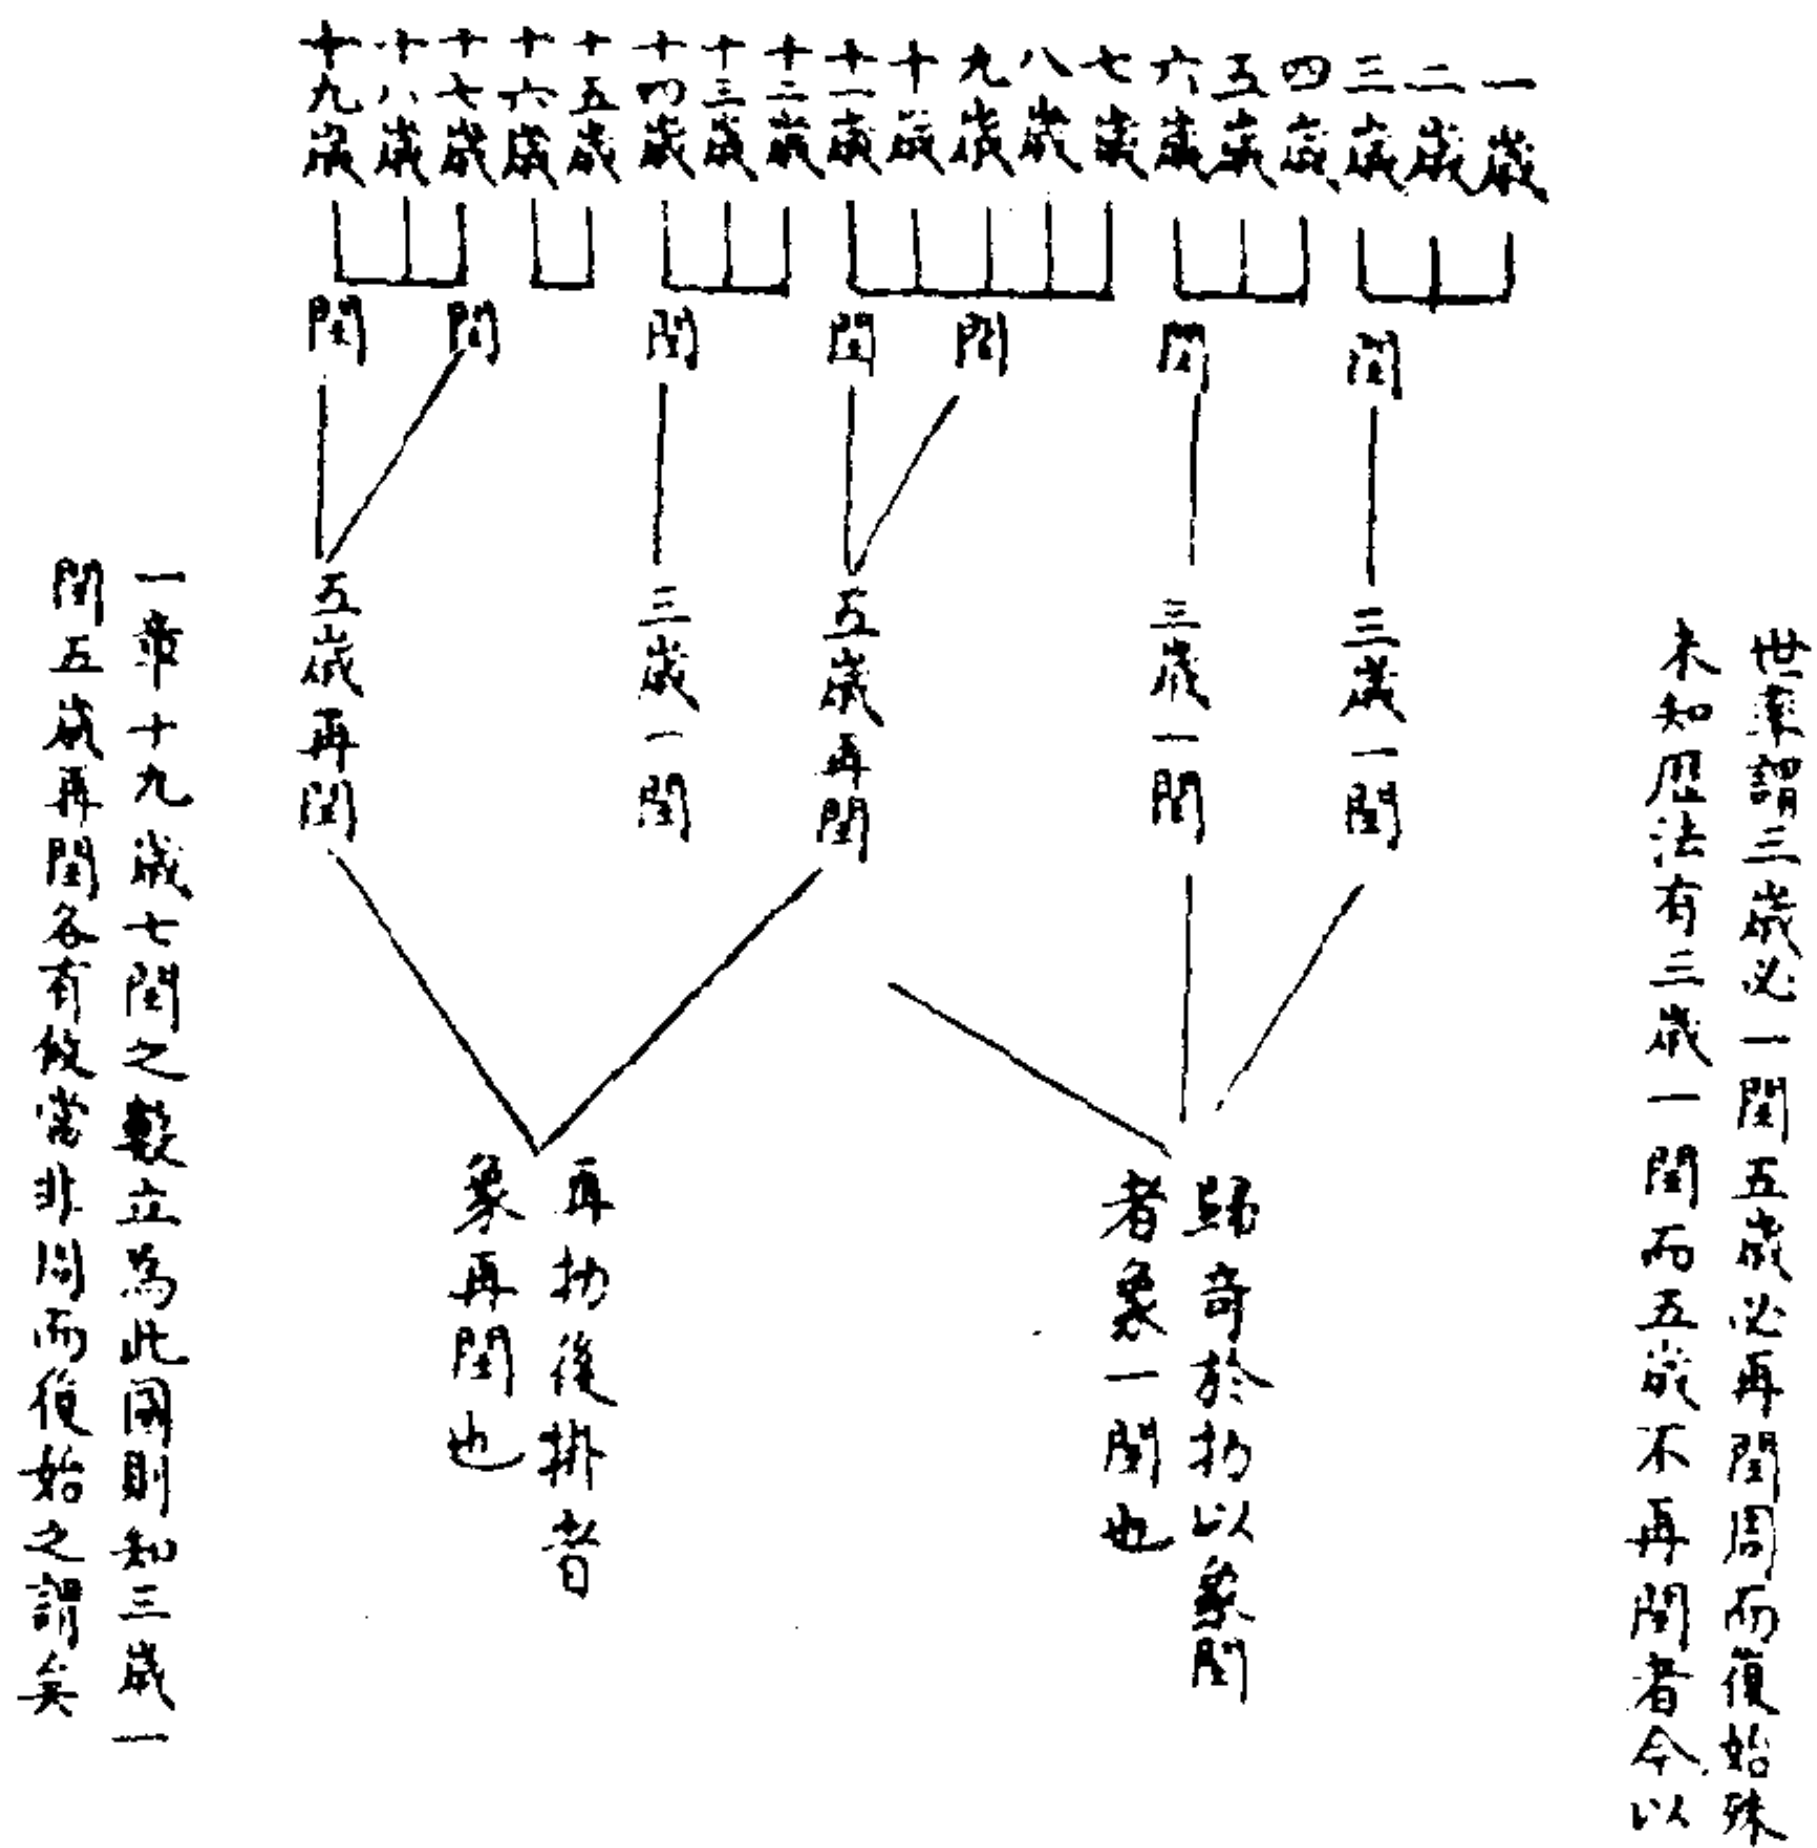 世業謂三歲必一閏五歲必再閏周而復始殊
未知歷法有三歲一閏而五歲不再閏者今以
一歲
二歲
三歲
四歲
五歲
六歲
七歲
八歲
九歲
十歲
十一歲
十二歲
十三歲
十四歲
十五歲
十六歲
十七歲
十八歲
十九歲
閏
閏
閏
閏
閏
閏
閏
三歲一閏
三歲一閏
五歲再閏
三歲一閏
五歲再閏
歸奇於扐以象閏
者象一閏也
再扐後掛者
象再閏也
一章十九歲七閏之數立為此圖則知三歲一
閏五歲再閏各有攸當非周而復始之謂矣